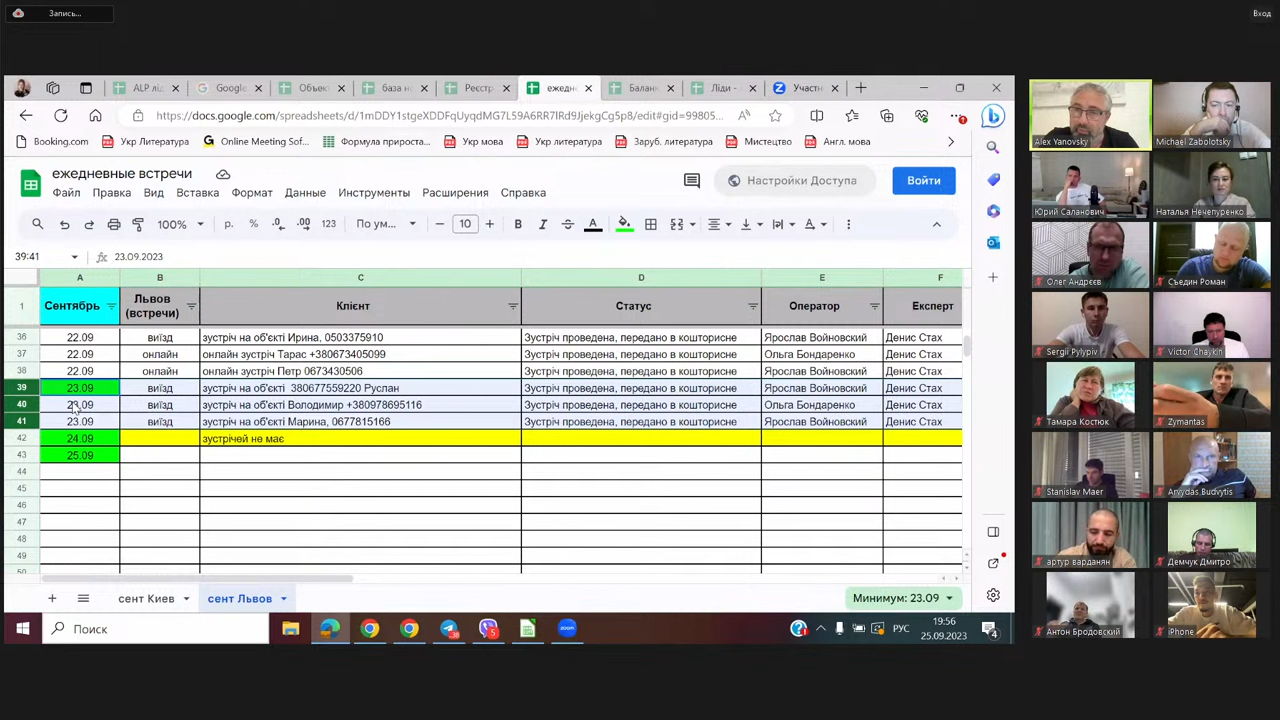 Запись...
Вход
ALP лід
Google
Объек
база но
Реєстр
ежедн
Балан
Ліди -
Участн
https://docs.google.com/spreadsheets/d/1mDDY1stgeXDDFqUyqdMG7L59A6RR7lRd9JjekgCg5p8/edit#gid=99805...
Booking.com
Укр Литература
Online Meeting Sof...
Формула прироста...
Укр мова
Укр література
Заруб. література
Мистецтво
Англ. мова
ежедневные встречи
Файл Правка Вид Вставка Формат Данные Инструменты Расширения Справка
Настройки Доступа
Войти
100% р. % .0 .00 123 По ум... 10
39:41 fx 23.09.2023
A B C D E F
1 Сентябрь Львов (встречи) Клієнт Статус Оператор Експерт
36 22.09 виїзд зустріч на об'єкті Ирина, 0503375910 Зустріч проведена, передано в кошторисне Ярослав Войновский Денис Стах
37 22.09 онлайн онлайн зустріч Тарас +380673405099 Зустріч проведена, передано в кошторисне Ольга Бондаренко Денис Стах
38 22.09 онлайн онлайн зустріч Петр 0673430506 Зустріч проведена, передано в кошторисне Ярослав Войновский Денис Стах
39 23.09 виїзд зустріч на об'єкті 380677559220 Руслан Зустріч проведена, передано в кошторисне Ярослав Войновский Денис Стах
40 23.09 виїзд зустріч на об'єкті Володимир +380978695116 Зустріч проведена, передано в кошторисне Ольга Бондаренко Денис Стах
41 23.09 виїзд зустріч на об'єкті Марина, 0677815166 Зустріч проведена, передано в кошторисне Ярослав Войновский Денис Стах
42 24.09 зустрічей не має
43 25.09
44
45
46
47
48
49
50
сент Киев
сент Львов
Минимум: 23.09
Поиск
38
5
РУС
19:56
25.09.2023
4
Alex Yanovsky
Michael Zabolotsky
Юрий Саланович
Наталья Нечепуренко
Олег Андрєєв
Съедин Роман
Sergii Pylypiv
Victor Chaykin
Тамара Костюк
Zymantas
Stanislav Maer
Arvydas Budvytis
артур варданян
Демчук Дмитро
Антон Бродовский
iPhone